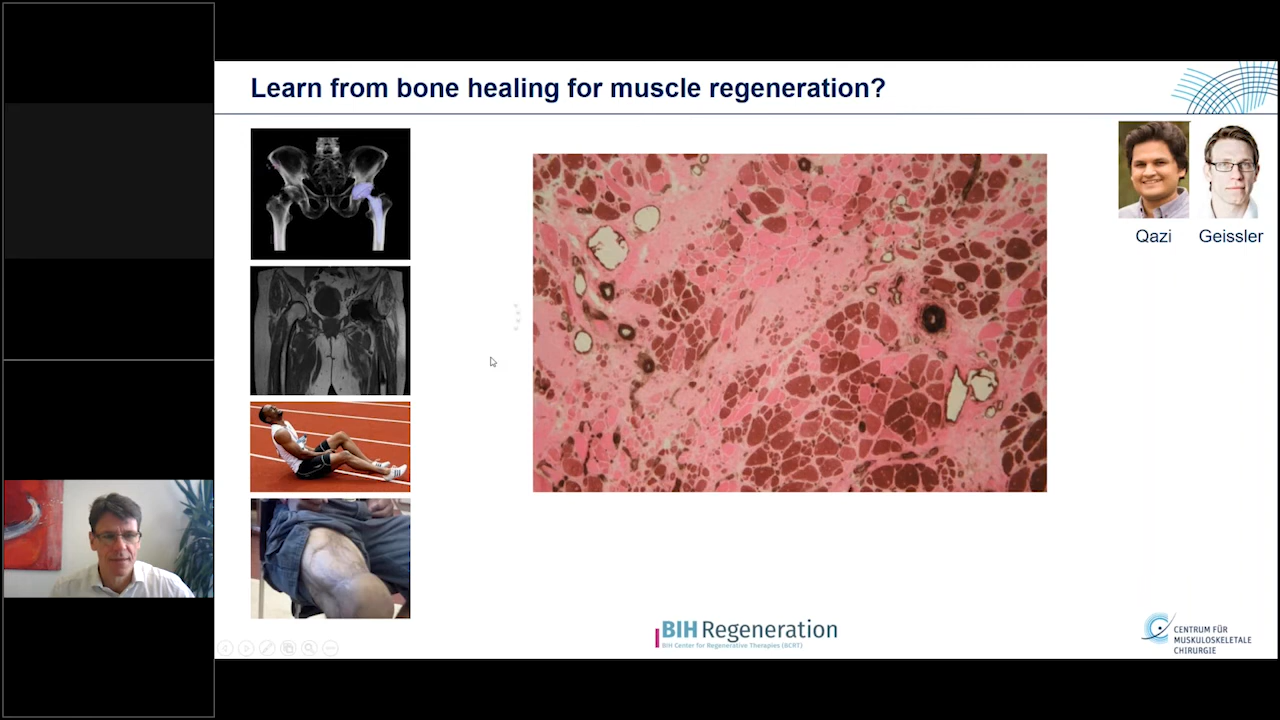 Learn from bone healing for muscle regeneration?
Qazi
Geissler
BIH Regeneration
BIH Center for Regenerative Therapies (BCRT)
CENTRUM FÜR
MUSKULOSKELETALE
CHIRURGIE